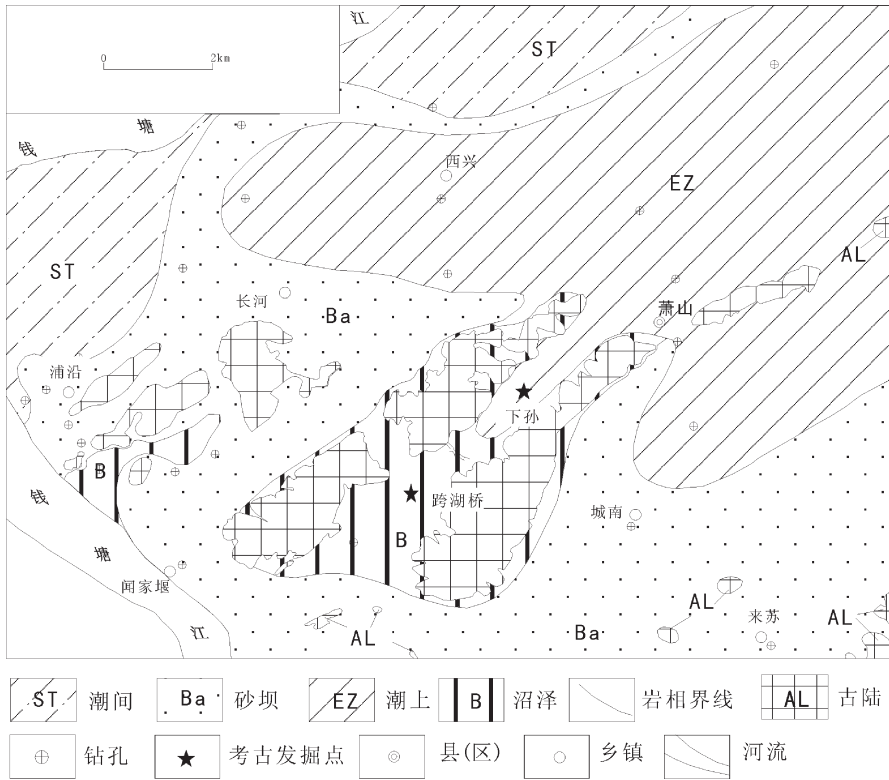 江
ST
0 2km
塘
钱
西兴
EZ
AL
ST
长河
Ba
萧山
浦沿
下孙
B
钱
跨湖桥
城南
塘
B
闻家堰
AL
AL
AL
来苏
江
Ba
ST 潮间 Ba 砂坝 EZ 潮上 B 沼泽 岩相界线 AL 古陆
钻孔 考古发掘点 县(区) 乡镇 河流